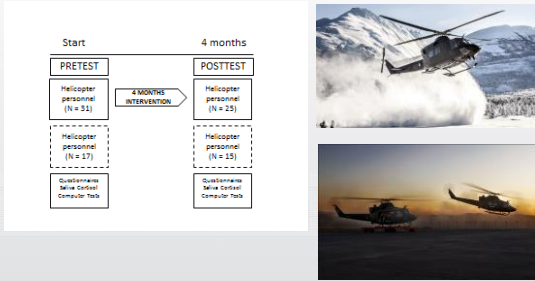 Start
4 months
PRETEST
POSTTEST
Helicopter
personnel
(N =
4 MONTHS
INTERVENTION
Helicopter
personnel
(N = 25)
Helicopter
personnel
(N = 17)
Helicopter
personnel
(N = 15)
Questionnaires
Saliva Cortisol
Computer Tests
Questionnaires
Saliva Cortisol
Computer Tests